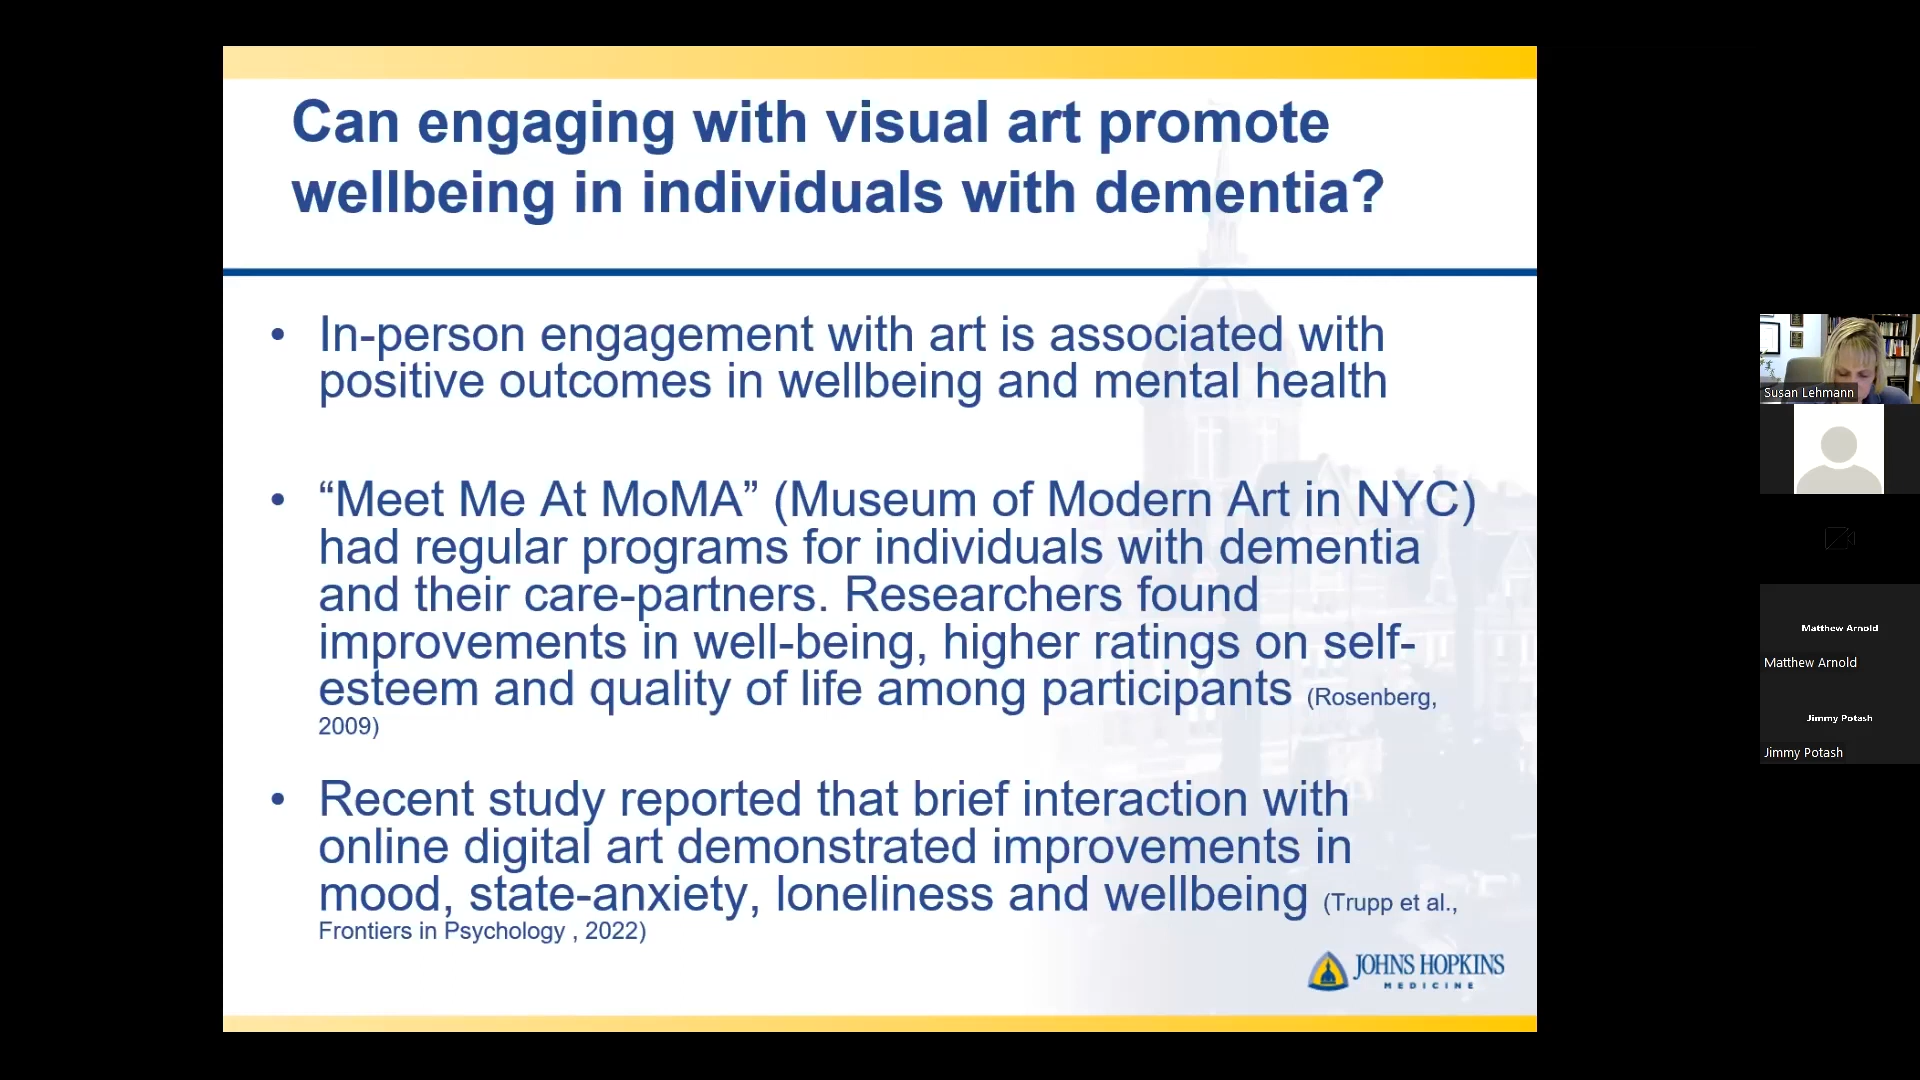 Can engaging with visual art promote
wellbeing in individuals with dementia?
• In-person engagement with art is associated with
positive outcomes in wellbeing and mental health
• “Meet Me At MoMA” (Museum of Modern Art in NYC)
had regular programs for individuals with dementia
and their care-partners. Researchers found
improvements in well-being, higher ratings on self-
esteem and quality of life among participants (Rosenberg,
2009)
• Recent study reported that brief interaction with
online digital art demonstrated improvements in
mood, state-anxiety, loneliness and wellbeing (Trupp et al.,
Frontiers in Psychology , 2022)
JOHNS HOPKINS
MEDICINE
Susan Lehmann
Matthew Arnold
Matthew Arnold
Jimmy Potash
Jimmy Potash